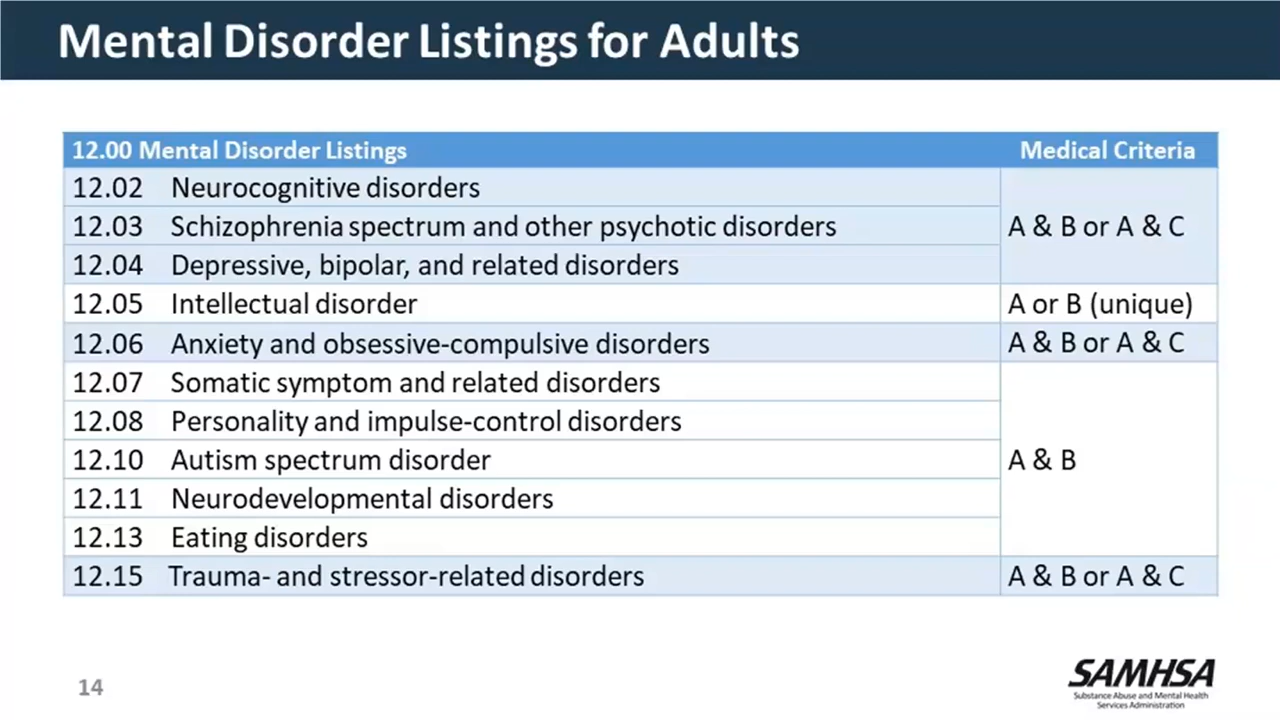 Mental Disorder Listings for Adults
12.00 Mental Disorder Listings Medical Criteria
12.02 Neurocognitive disorders
12.03 Schizophrenia spectrum and other psychotic disorders A & B or A & C
12.04 Depressive, bipolar, and related disorders
12.05 Intellectual disorder A or B (unique)
12.06 Anxiety and obsessive-compulsive disorders A & B or A & C
12.07 Somatic symptom and related disorders
12.08 Personality and impulse-control disorders
12.10 Autism spectrum disorder A & B
12.11 Neurodevelopmental disorders
12.13 Eating disorders
12.15 Trauma- and stressor-related disorders A & B or A & C
14
SAMHSA
Substance Abuse and Mental Health
Services Administration